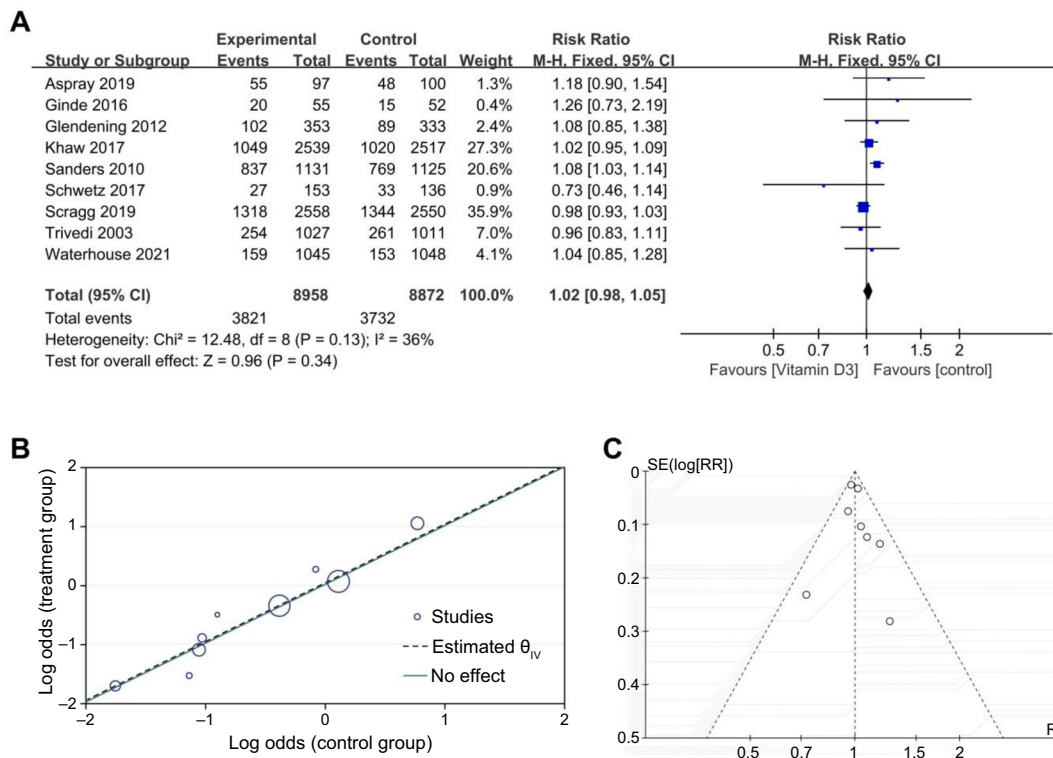 A
Experimental Control Risk Ratio Risk Ratio
Study or Subgroup Events Total Events Total Weight M-H. Fixed. 95% CI M-H. Fixed. 95% CI
Aspray 2019 55 97 48 100 1.3% 1.18 [0.90, 1.54]
Ginde 2016 20 55 15 52 0.4% 1.26 [0.73, 2.19]
Glendening 2012 102 353 89 333 2.4% 1.08 [0.85, 1.38]
Khaw 2017 1049 2539 1020 2517 27.3% 1.02 [0.95, 1.09]
Sanders 2010 837 1131 769 1125 20.6% 1.08 [1.03, 1.14]
Schwetz 2017 27 153 33 136 0.9% 0.73 [0.46, 1.14]
Scragg 2019 1318 2558 1344 2550 35.9% 0.98 [0.93, 1.03]
Trivedi 2003 254 1027 261 1011 7.0% 0.96 [0.83, 1.11]
Waterhouse 2021 159 1045 153 1048 4.1% 1.04 [0.85, 1.28]
Total (95% CI) 8958 8872 100.0% 1.02 [0.98, 1.05]
Total events 3821 3732
Heterogeneity: Chi² = 12.48, df = 8 (P = 0.13); I² = 36%
Test for overall effect: Z = 0.96 (P = 0.34)
0.5 0.7 1 1.5 2
Favours [Vitamin D3] Favours [control]
B
Log odds (treatment group)
2
1
0
–1
–2
–2 –1 0 1 2
Log odds (control group)
Studies
Estimated θIV
No effect
C
SE(log[RR])
0
0.1
0.2
0.3
0.4
0.5
0.5 0.7 1 1.5 2